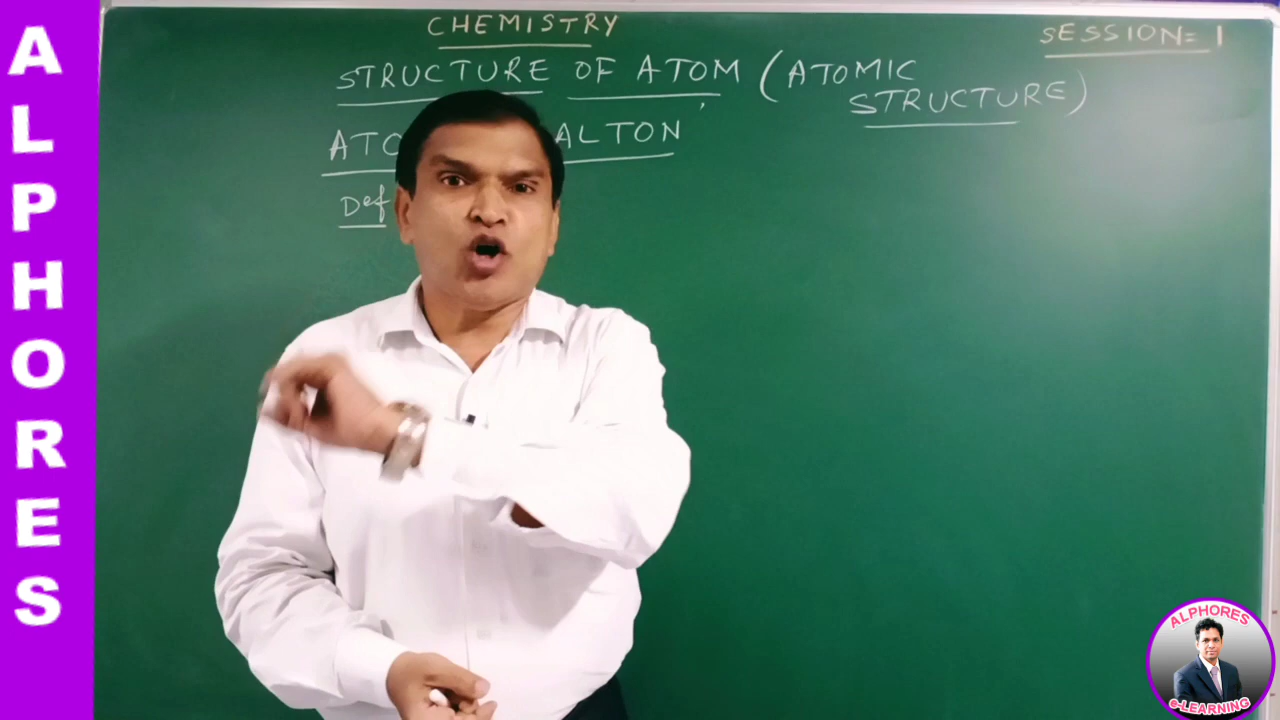 ALPHORES
CHEMISTRY
SESSION= 1
STRUCTURE OF ATOM (ATOMIC
STRUCTURE)
ALTON
Def
ALPHORES
e-LEARNING